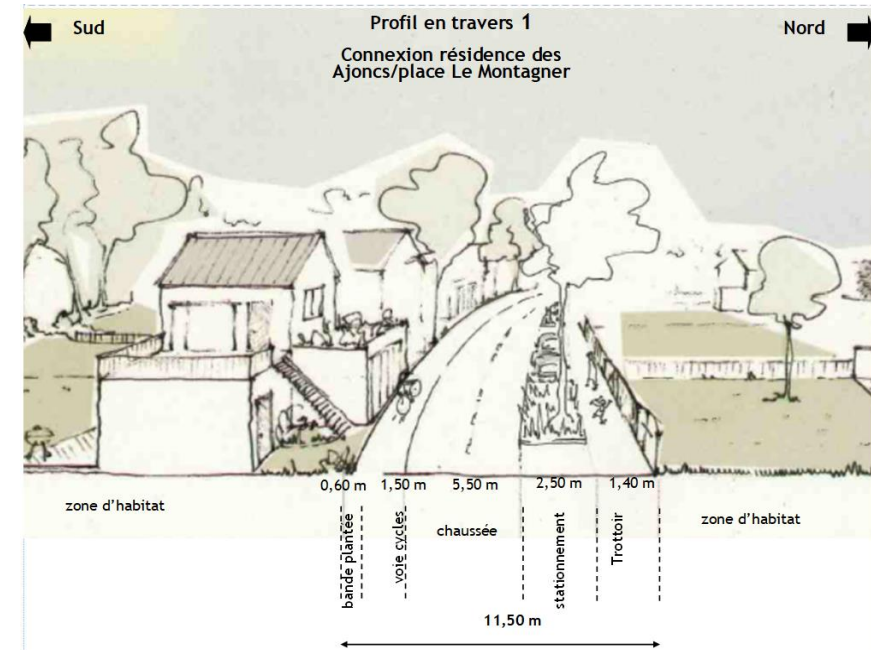 Sud
Profil en travers 1
Nord
Connexion résidence des
Ajoncs/place Le Montagner
0,60 m 1,50 m 5,50 m 2,50 m 1,40 m
zone d'habitat
bande plantée
voie cycles
chaussée
stationnement
Trottoir
zone d'habitat
11,50 m